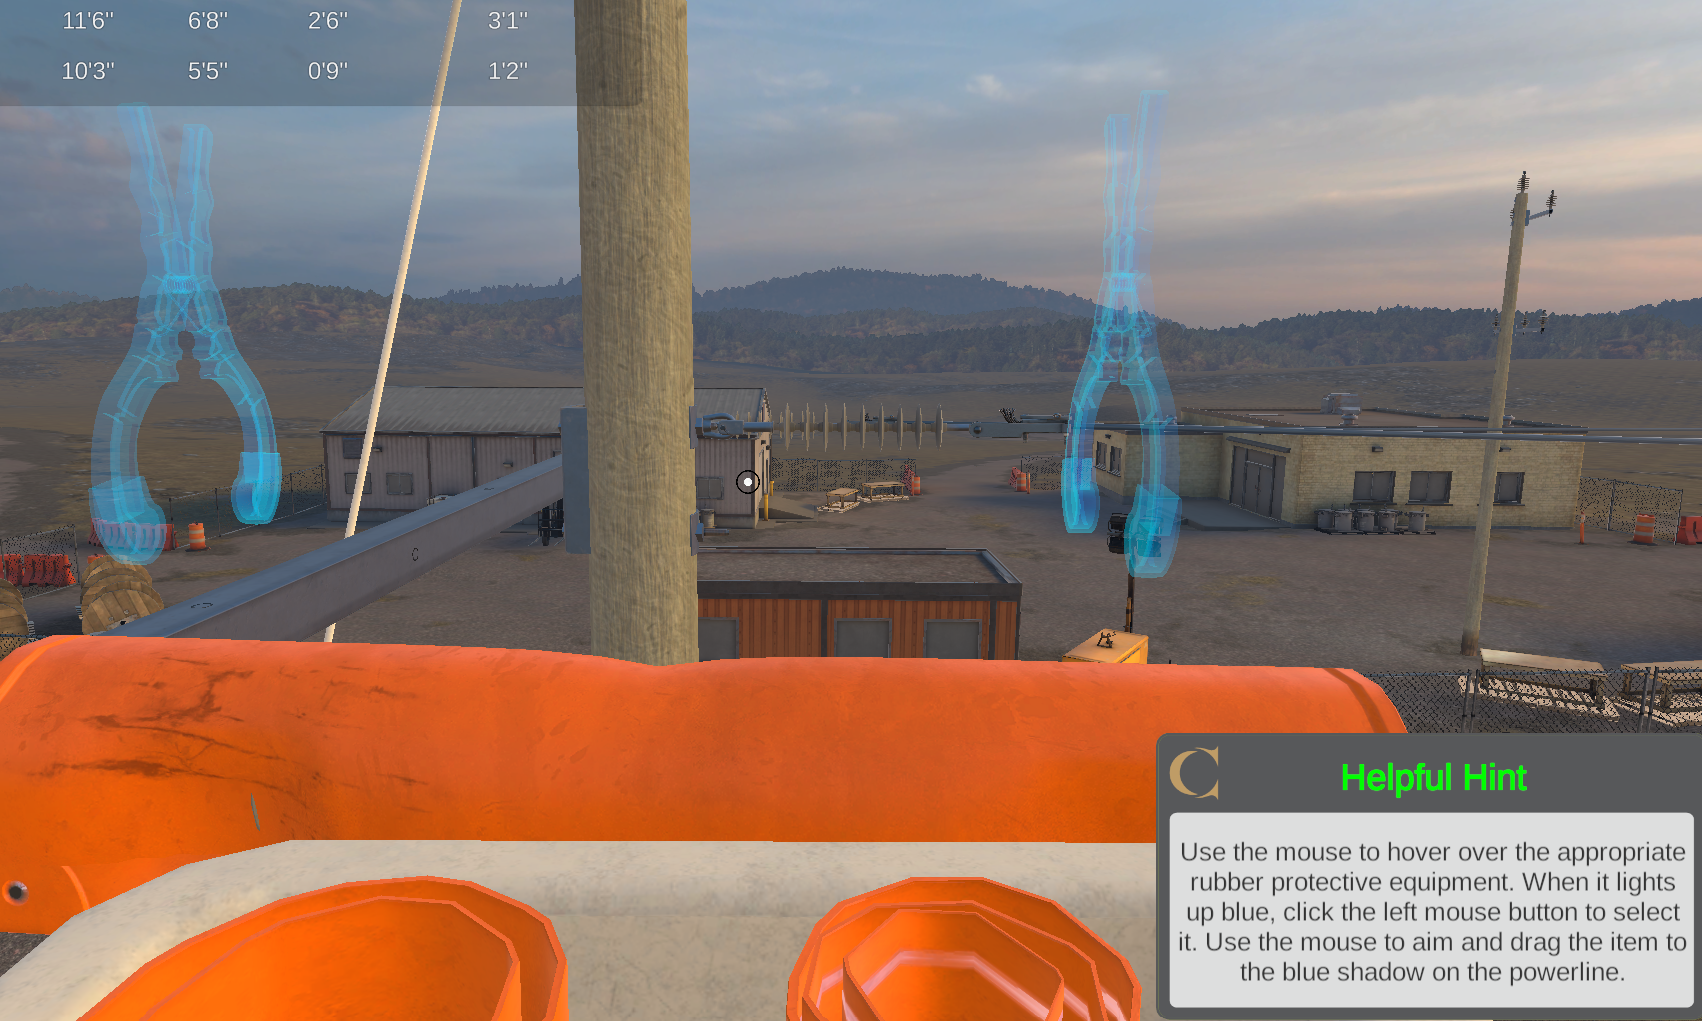 11'6" 6'8" 2'6" 3'1"
10'3" 5'5" 0'9" 1'2"
C
Helpful Hint
Use the mouse to hover over the appropriate
rubber protective equipment. When it lights
up blue, click the left mouse button to select
it. Use the mouse to aim and drag the item to
the blue shadow on the powerline.